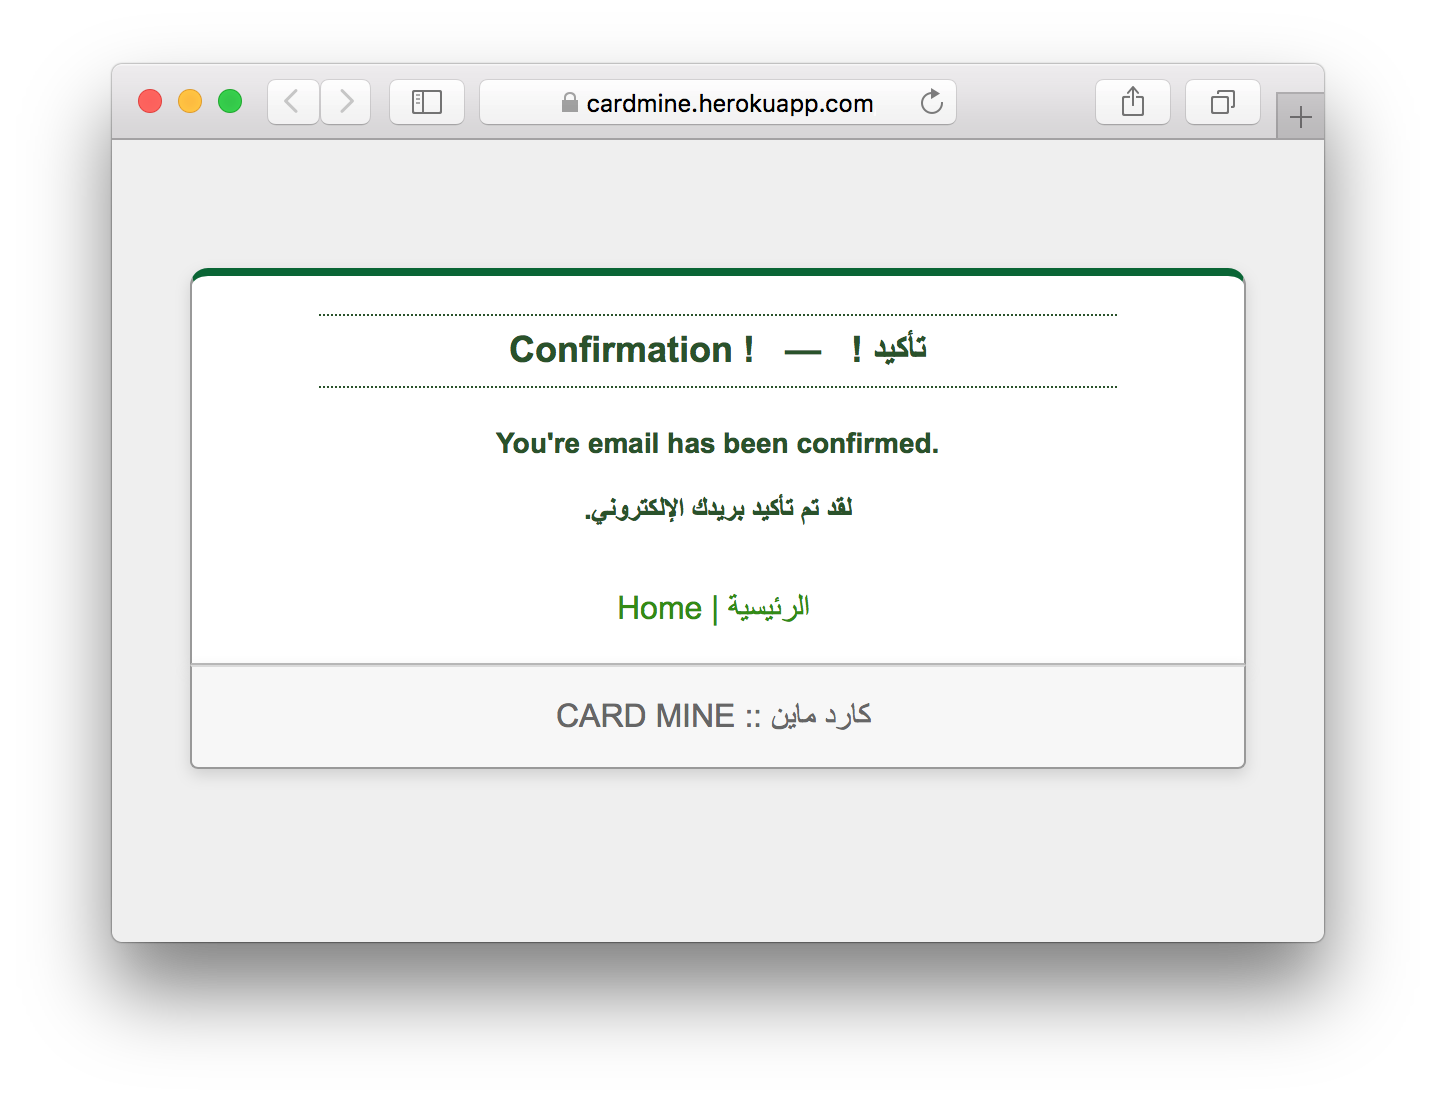 cardmine.herokuapp.com
Confirmation ! — تأكيد !
You're email has been confirmed.
لقد تم تأكيد بريدك الإلكتروني.
Home | الرئيسية
CARD MINE :: كارد ماين